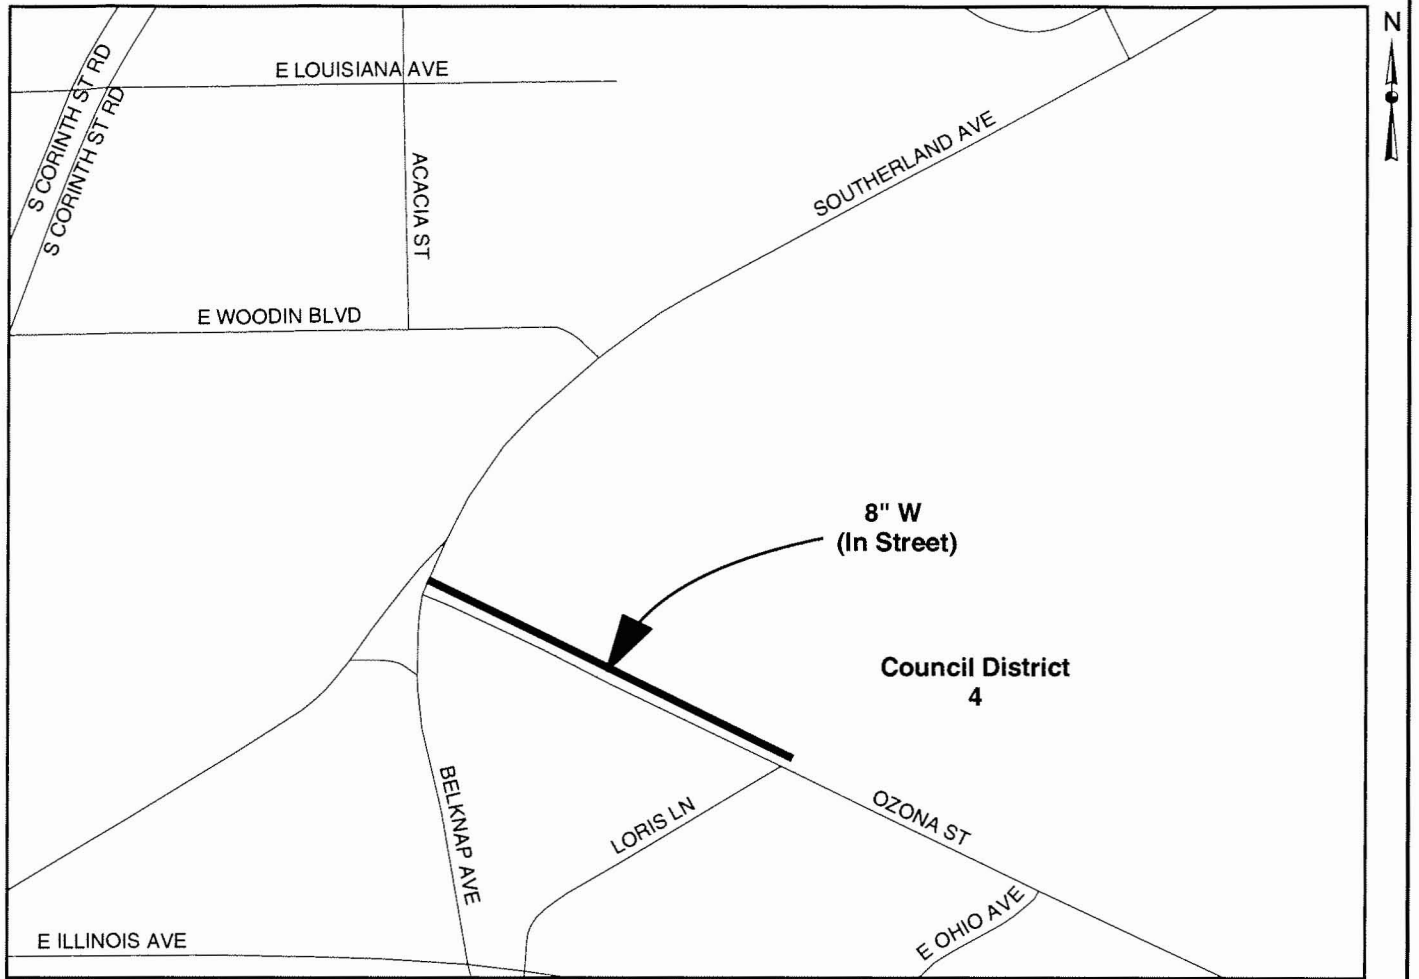 N
E LOUISIANA AVE
S CORINTH ST RD
S CORINTH ST RD
ACACIA ST
SOUTHERLAND AVE
E WOODIN BLVD
8" W
(In Street)
Council District
4
BELKNAP AVE
LORIS LN
OZONA ST
E OHIO AVE
E ILLINOIS AVE